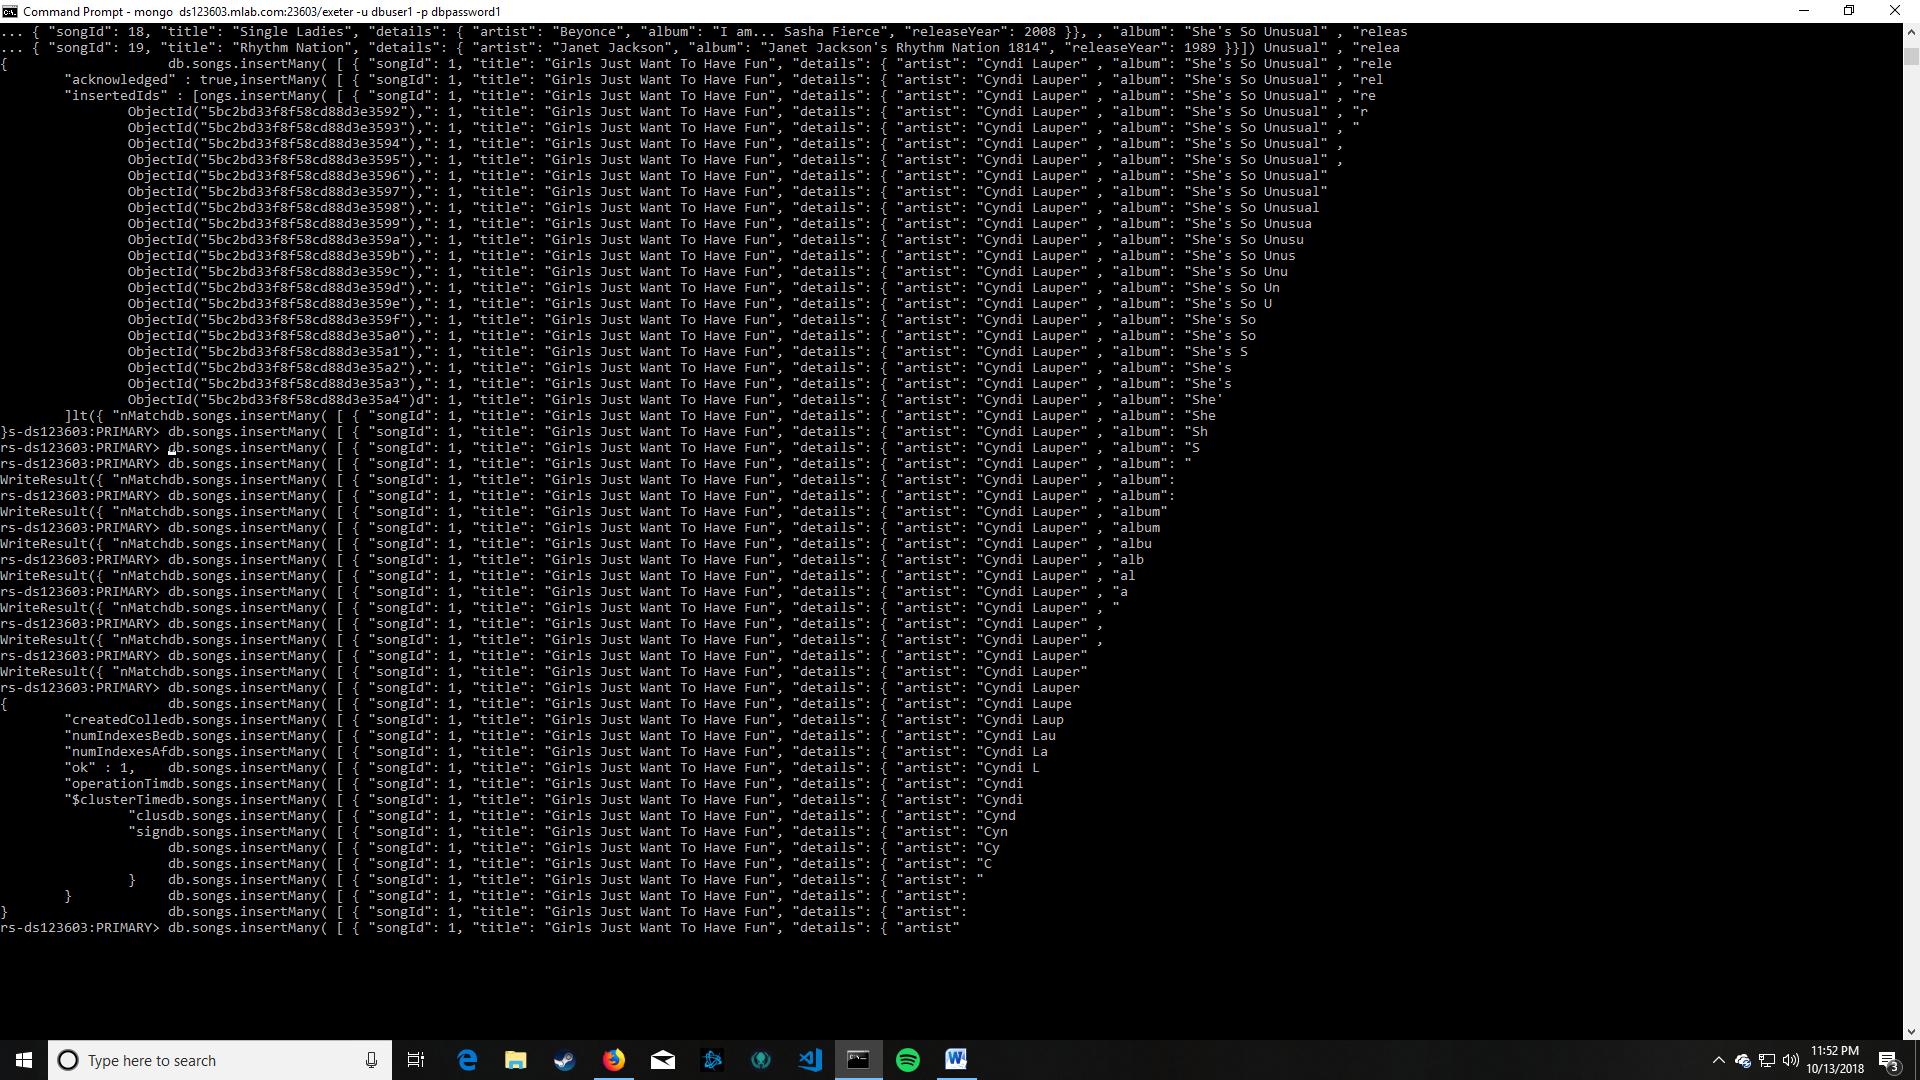 Command Prompt - mongo  ds123603.mlab.com:23603/exeter -u dbuser1 -p dbpassword1
... { "songId": 18, "title": "Single Ladies", "details": { "artist": "Beyonce", "album": "I am... Sasha Fierce", "releaseYear": 2008 }}, , "album": "She's So Unusual" , "releas
... { "songId": 19, "title": "Rhythm Nation", "details": { "artist": "Janet Jackson", "album": "Janet Jackson's Rhythm Nation 1814", "releaseYear": 1989 }}]) Unusual" , "relea
{                    db.songs.insertMany( [ { "songId": 1, "title": "Girls Just Want To Have Fun", "details": { "artist": "Cyndi Lauper" , "album": "She's So Unusual" , "rele
        "acknowledged" : true,insertMany( [ { "songId": 1, "title": "Girls Just Want To Have Fun", "details": { "artist": "Cyndi Lauper" , "album": "She's So Unusual" , "rel
        "insertedIds" : [ongs.insertMany( [ { "songId": 1, "title": "Girls Just Want To Have Fun", "details": { "artist": "Cyndi Lauper" , "album": "She's So Unusual" , "re
                ObjectId("5bc2bd33f8f58cd88d3e3592"),": 1, "title": "Girls Just Want To Have Fun", "details": { "artist": "Cyndi Lauper" , "album": "She's So Unusual" , "r
                ObjectId("5bc2bd33f8f58cd88d3e3593"),": 1, "title": "Girls Just Want To Have Fun", "details": { "artist": "Cyndi Lauper" , "album": "She's So Unusual" , "
                ObjectId("5bc2bd33f8f58cd88d3e3594"),": 1, "title": "Girls Just Want To Have Fun", "details": { "artist": "Cyndi Lauper" , "album": "She's So Unusual" ,
                ObjectId("5bc2bd33f8f58cd88d3e3595"),": 1, "title": "Girls Just Want To Have Fun", "details": { "artist": "Cyndi Lauper" , "album": "She's So Unusual" ,
                ObjectId("5bc2bd33f8f58cd88d3e3596"),": 1, "title": "Girls Just Want To Have Fun", "details": { "artist": "Cyndi Lauper" , "album": "She's So Unusual"
                ObjectId("5bc2bd33f8f58cd88d3e3597"),": 1, "title": "Girls Just Want To Have Fun", "details": { "artist": "Cyndi Lauper" , "album": "She's So Unusual"
                ObjectId("5bc2bd33f8f58cd88d3e3598"),": 1, "title": "Girls Just Want To Have Fun", "details": { "artist": "Cyndi Lauper" , "album": "She's So Unusual
                ObjectId("5bc2bd33f8f58cd88d3e3599"),": 1, "title": "Girls Just Want To Have Fun", "details": { "artist": "Cyndi Lauper" , "album": "She's So Unusua
                ObjectId("5bc2bd33f8f58cd88d3e359a"),": 1, "title": "Girls Just Want To Have Fun", "details": { "artist": "Cyndi Lauper" , "album": "She's So Unusu
                ObjectId("5bc2bd33f8f58cd88d3e359b"),": 1, "title": "Girls Just Want To Have Fun", "details": { "artist": "Cyndi Lauper" , "album": "She's So Unus
                ObjectId("5bc2bd33f8f58cd88d3e359c"),": 1, "title": "Girls Just Want To Have Fun", "details": { "artist": "Cyndi Lauper" , "album": "She's So Unu
                ObjectId("5bc2bd33f8f58cd88d3e359d"),": 1, "title": "Girls Just Want To Have Fun", "details": { "artist": "Cyndi Lauper" , "album": "She's So Un
                ObjectId("5bc2bd33f8f58cd88d3e359e"),": 1, "title": "Girls Just Want To Have Fun", "details": { "artist": "Cyndi Lauper" , "album": "She's So U
                ObjectId("5bc2bd33f8f58cd88d3e359f"),": 1, "title": "Girls Just Want To Have Fun", "details": { "artist": "Cyndi Lauper" , "album": "She's So
                ObjectId("5bc2bd33f8f58cd88d3e35a0"),": 1, "title": "Girls Just Want To Have Fun", "details": { "artist": "Cyndi Lauper" , "album": "She's So
                ObjectId("5bc2bd33f8f58cd88d3e35a1"),": 1, "title": "Girls Just Want To Have Fun", "details": { "artist": "Cyndi Lauper" , "album": "She's S
                ObjectId("5bc2bd33f8f58cd88d3e35a2"),": 1, "title": "Girls Just Want To Have Fun", "details": { "artist": "Cyndi Lauper" , "album": "She's
                ObjectId("5bc2bd33f8f58cd88d3e35a3"),": 1, "title": "Girls Just Want To Have Fun", "details": { "artist": "Cyndi Lauper" , "album": "She's
                ObjectId("5bc2bd33f8f58cd88d3e35a4")d": 1, "title": "Girls Just Want To Have Fun", "details": { "artist": "Cyndi Lauper" , "album": "She'
        ]lt({ "nMatchdb.songs.insertMany( [ { "songId": 1, "title": "Girls Just Want To Have Fun", "details": { "artist": "Cyndi Lauper" , "album": "She
}s-ds123603:PRIMARY> db.songs.insertMany( [ { "songId": 1, "title": "Girls Just Want To Have Fun", "details": { "artist": "Cyndi Lauper" , "album": "Sh
rs-ds123603:PRIMARY> db.songs.insertMany( [ { "songId": 1, "title": "Girls Just Want To Have Fun", "details": { "artist": "Cyndi Lauper" , "album": "S
rs-ds123603:PRIMARY> db.songs.insertMany( [ { "songId": 1, "title": "Girls Just Want To Have Fun", "details": { "artist": "Cyndi Lauper" , "album": "
WriteResult({ "nMatchdb.songs.insertMany( [ { "songId": 1, "title": "Girls Just Want To Have Fun", "details": { "artist": "Cyndi Lauper" , "album":
rs-ds123603:PRIMARY> db.songs.insertMany( [ { "songId": 1, "title": "Girls Just Want To Have Fun", "details": { "artist": "Cyndi Lauper" , "album":
WriteResult({ "nMatchdb.songs.insertMany( [ { "songId": 1, "title": "Girls Just Want To Have Fun", "details": { "artist": "Cyndi Lauper" , "album"
rs-ds123603:PRIMARY> db.songs.insertMany( [ { "songId": 1, "title": "Girls Just Want To Have Fun", "details": { "artist": "Cyndi Lauper" , "album
WriteResult({ "nMatchdb.songs.insertMany( [ { "songId": 1, "title": "Girls Just Want To Have Fun", "details": { "artist": "Cyndi Lauper" , "albu
rs-ds123603:PRIMARY> db.songs.insertMany( [ { "songId": 1, "title": "Girls Just Want To Have Fun", "details": { "artist": "Cyndi Lauper" , "alb
WriteResult({ "nMatchdb.songs.insertMany( [ { "songId": 1, "title": "Girls Just Want To Have Fun", "details": { "artist": "Cyndi Lauper" , "al
rs-ds123603:PRIMARY> db.songs.insertMany( [ { "songId": 1, "title": "Girls Just Want To Have Fun", "details": { "artist": "Cyndi Lauper" , "a
WriteResult({ "nMatchdb.songs.insertMany( [ { "songId": 1, "title": "Girls Just Want To Have Fun", "details": { "artist": "Cyndi Lauper" , "
rs-ds123603:PRIMARY> db.songs.insertMany( [ { "songId": 1, "title": "Girls Just Want To Have Fun", "details": { "artist": "Cyndi Lauper" ,
WriteResult({ "nMatchdb.songs.insertMany( [ { "songId": 1, "title": "Girls Just Want To Have Fun", "details": { "artist": "Cyndi Lauper" ,
rs-ds123603:PRIMARY> db.songs.insertMany( [ { "songId": 1, "title": "Girls Just Want To Have Fun", "details": { "artist": "Cyndi Lauper"
WriteResult({ "nMatchdb.songs.insertMany( [ { "songId": 1, "title": "Girls Just Want To Have Fun", "details": { "artist": "Cyndi Lauper"
rs-ds123603:PRIMARY> db.songs.insertMany( [ { "songId": 1, "title": "Girls Just Want To Have Fun", "details": { "artist": "Cyndi Lauper
{                    db.songs.insertMany( [ { "songId": 1, "title": "Girls Just Want To Have Fun", "details": { "artist": "Cyndi Laupe
        "createdColledb.songs.insertMany( [ { "songId": 1, "title": "Girls Just Want To Have Fun", "details": { "artist": "Cyndi Laup
        "numIndexesBedb.songs.insertMany( [ { "songId": 1, "title": "Girls Just Want To Have Fun", "details": { "artist": "Cyndi Lau
        "numIndexesAfdb.songs.insertMany( [ { "songId": 1, "title": "Girls Just Want To Have Fun", "details": { "artist": "Cyndi La
        "ok" : 1,    db.songs.insertMany( [ { "songId": 1, "title": "Girls Just Want To Have Fun", "details": { "artist": "Cyndi L
        "operationTimdb.songs.insertMany( [ { "songId": 1, "title": "Girls Just Want To Have Fun", "details": { "artist": "Cyndi
        "$clusterTimedb.songs.insertMany( [ { "songId": 1, "title": "Girls Just Want To Have Fun", "details": { "artist": "Cyndi
                "clusdb.songs.insertMany( [ { "songId": 1, "title": "Girls Just Want To Have Fun", "details": { "artist": "Cynd
                "signdb.songs.insertMany( [ { "songId": 1, "title": "Girls Just Want To Have Fun", "details": { "artist": "Cyn
                     db.songs.insertMany( [ { "songId": 1, "title": "Girls Just Want To Have Fun", "details": { "artist": "Cy
                     db.songs.insertMany( [ { "songId": 1, "title": "Girls Just Want To Have Fun", "details": { "artist": "C
                }    db.songs.insertMany( [ { "songId": 1, "title": "Girls Just Want To Have Fun", "details": { "artist": "
        }            db.songs.insertMany( [ { "songId": 1, "title": "Girls Just Want To Have Fun", "details": { "artist":
}                    db.songs.insertMany( [ { "songId": 1, "title": "Girls Just Want To Have Fun", "details": { "artist":
rs-ds123603:PRIMARY> db.songs.insertMany( [ { "songId": 1, "title": "Girls Just Want To Have Fun", "details": { "artist"
Type here to search
11:52 PM
10/13/2018
3